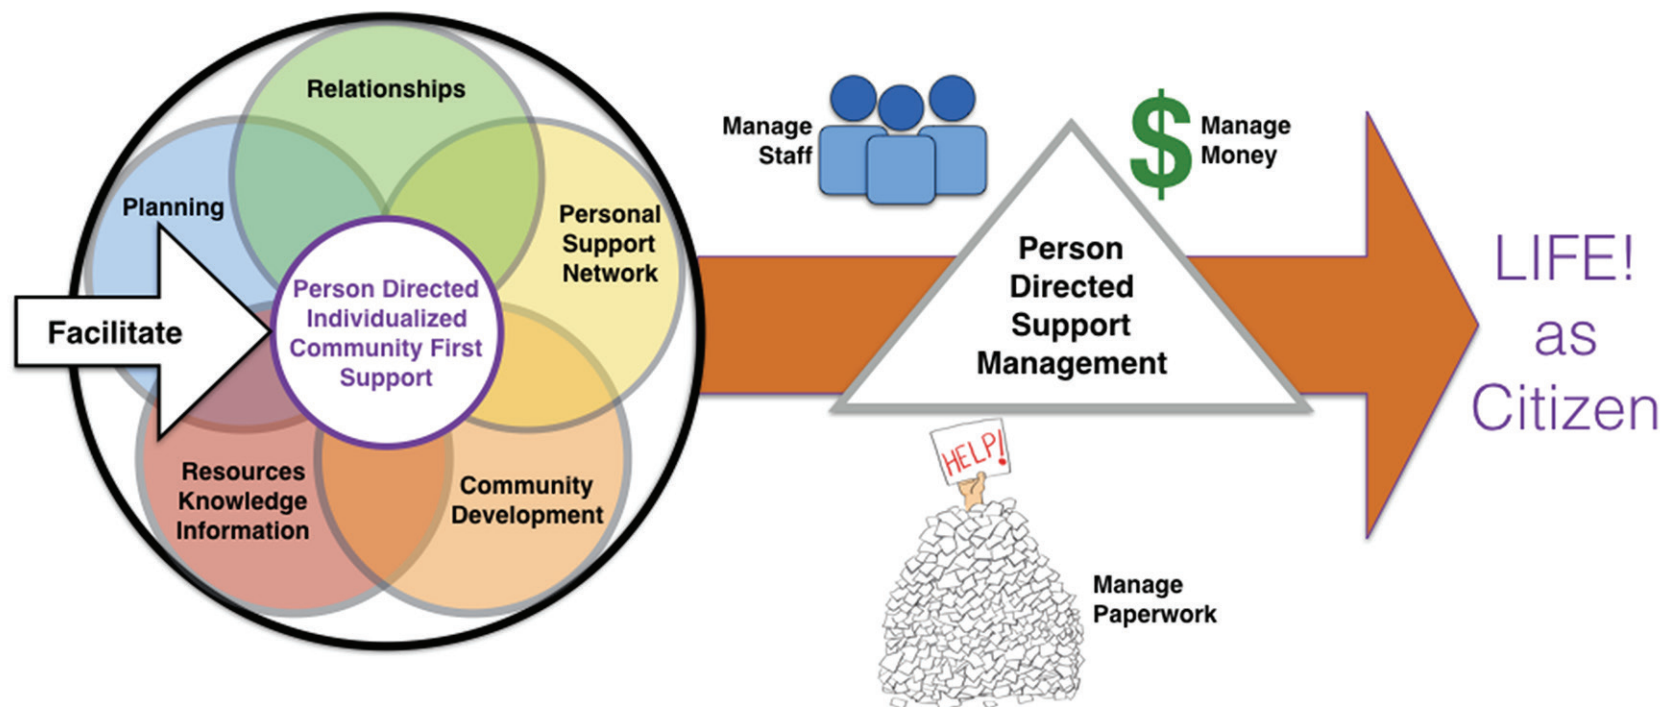 Relationships
Planning
Personal
Support
Network
Facilitate
Person Directed
Individualized
Community First
Support
Resources
Knowledge
Information
Community
Development
Manage
Staff
$
Manage
Money
Person
Directed
Support
Management
HELP!
Manage
Paperwork
LIFE!
as
Citizen